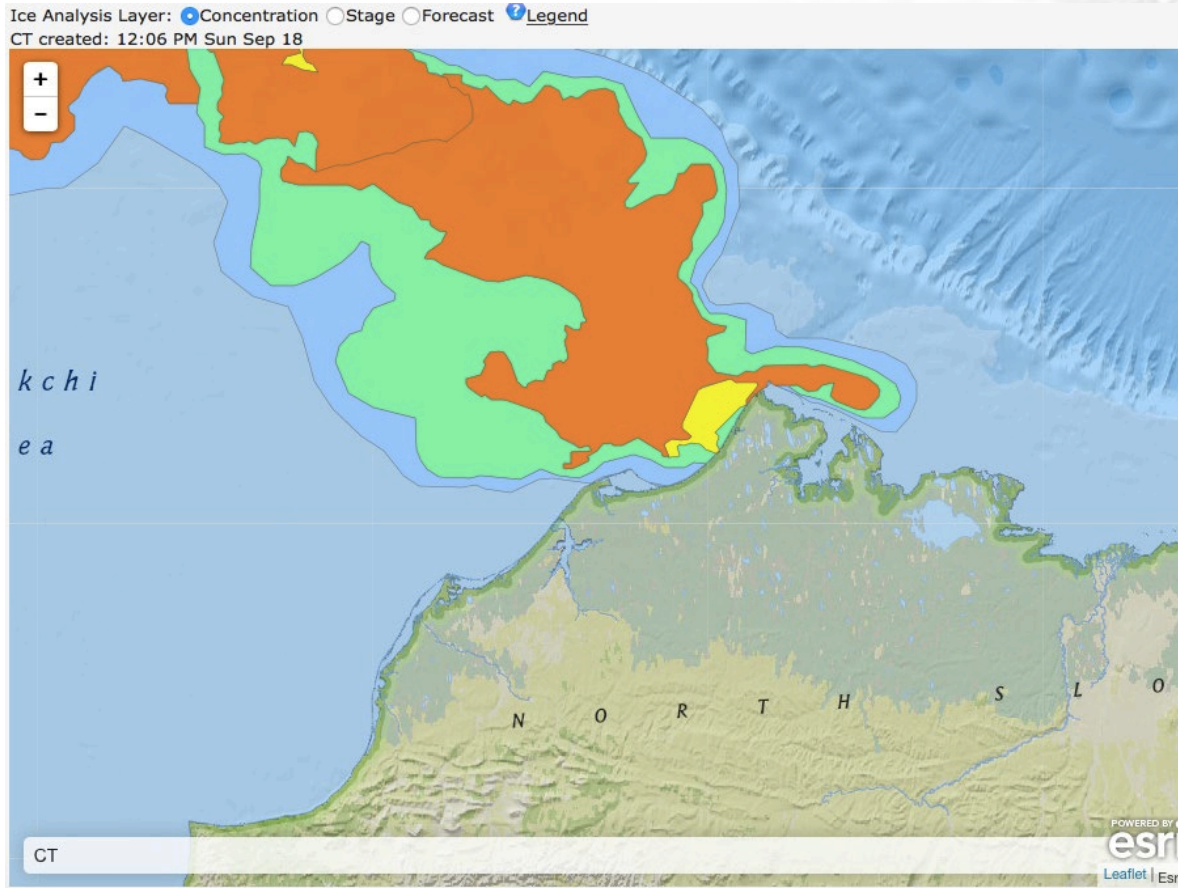 Ice Analysis Layer: Concentration Stage Forecast ? Legend
CT created: 12:06 PM Sun Sep 18
+
−
k c h i
e a
N O R T H S L O
CT
POWERED BY
esri
Leaflet | Esr